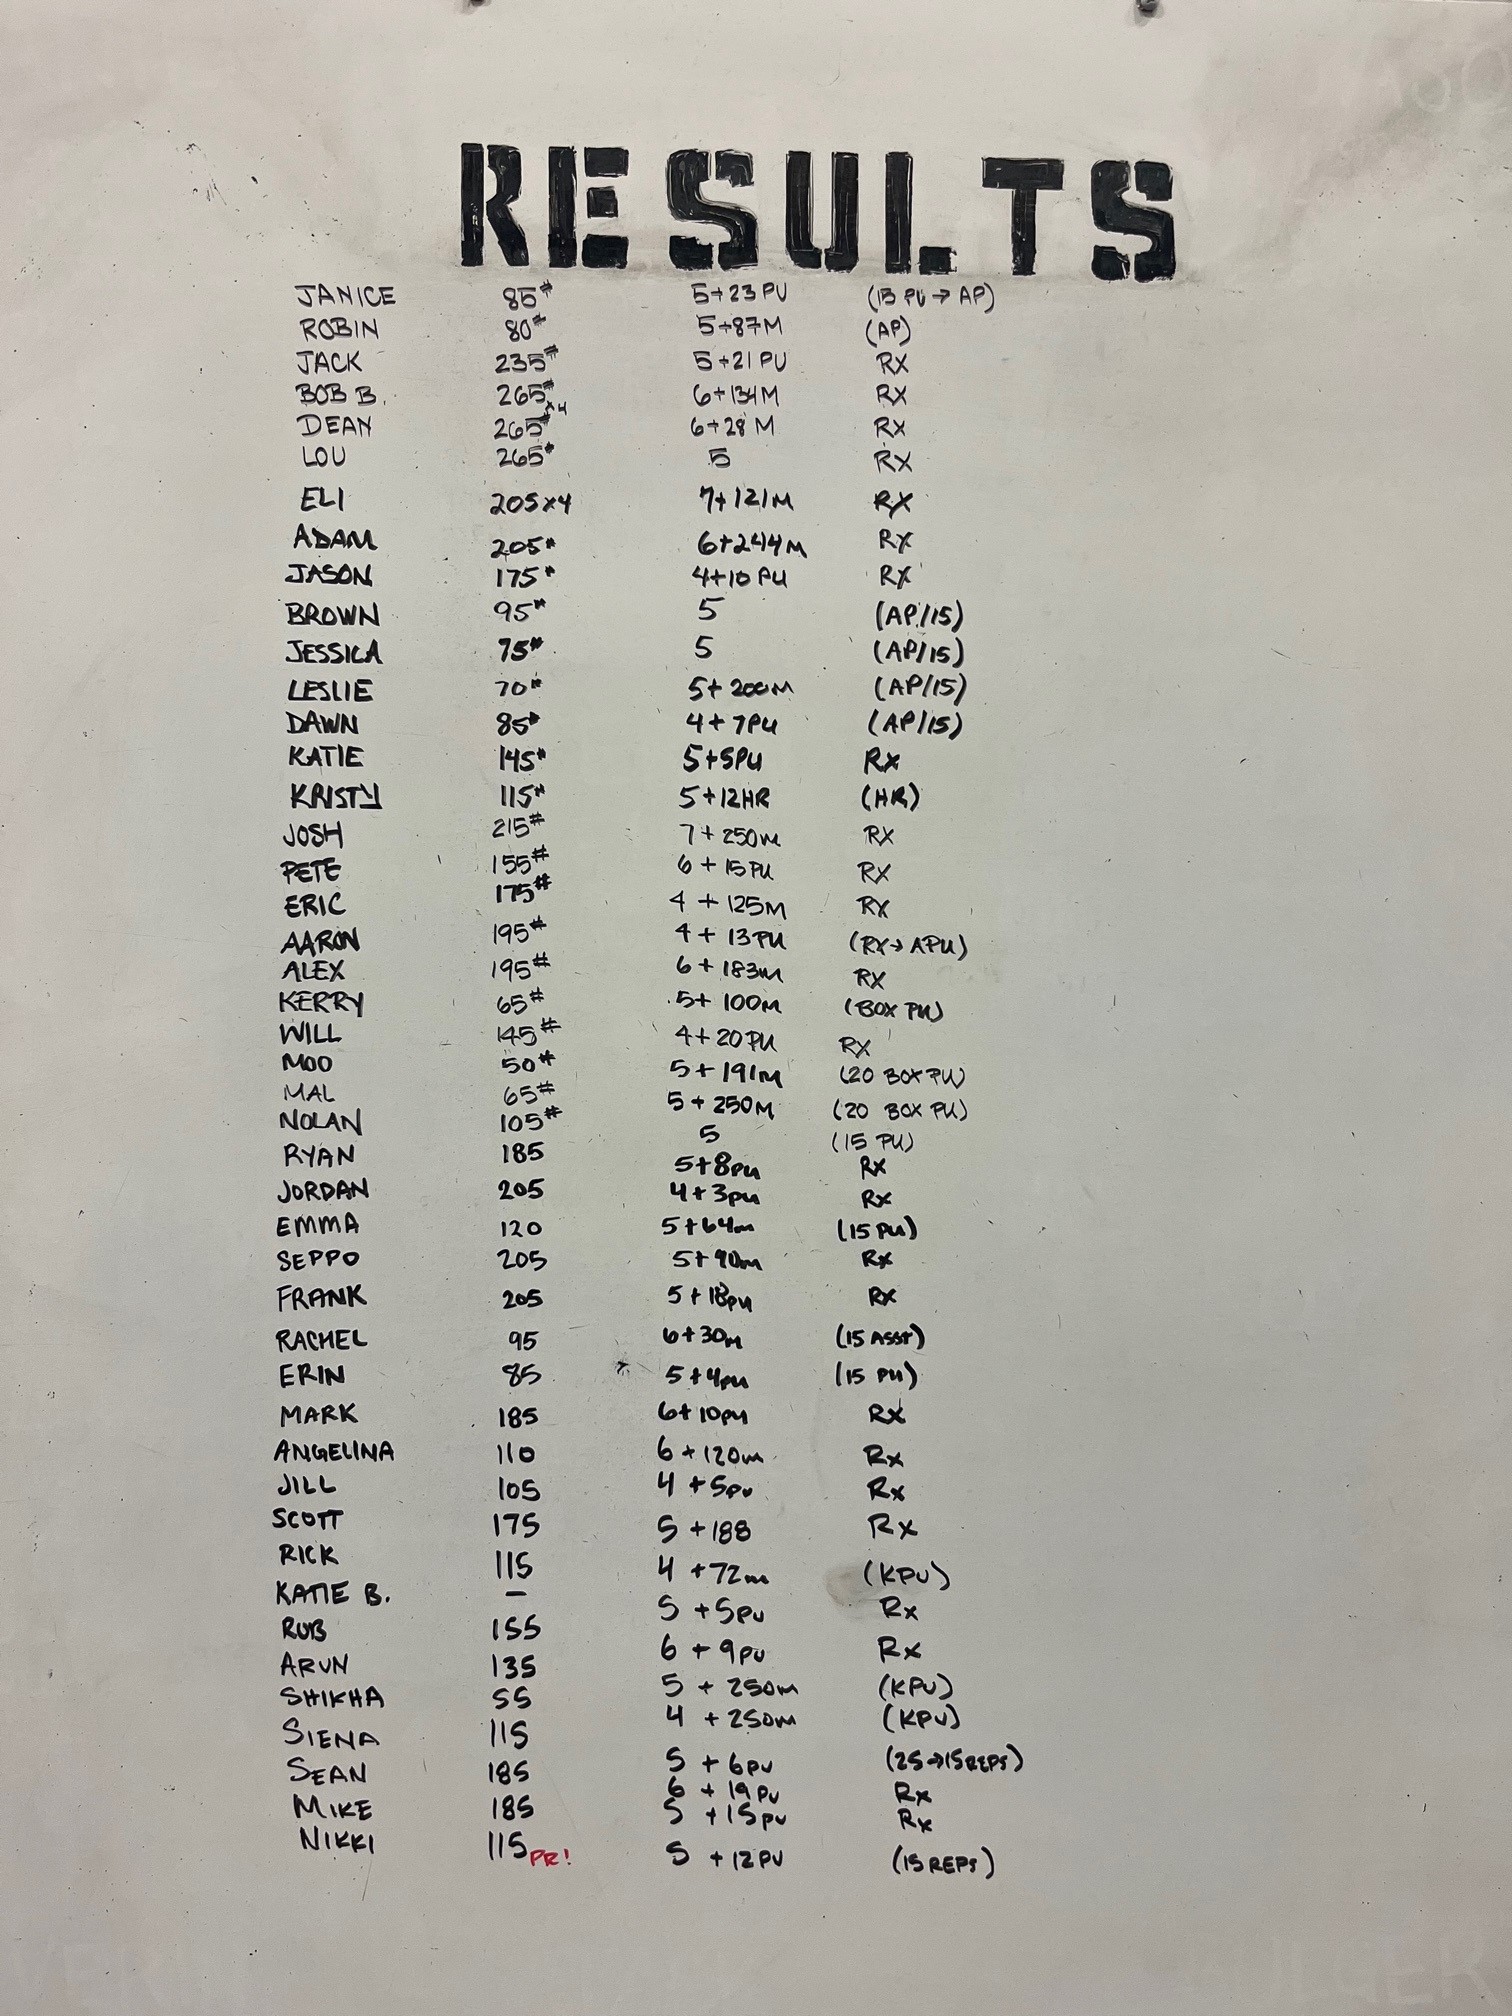 RESULTS
JANICE 85# 5+23 PU (15 PU → AP)
ROBIN 80# 5+87M (AP)
JACK 235# 5+21 PU RX
BOB B. 265# x4 6+134M RX
DEAN 265# 6+28 M RX
LOU 265# 5 RX
ELI 205x4 7+121M RX
ADAM 205# 6+244M RX
JASON 175# 4+10 PU RX
BROWN 95# 5 (AP/15)
JESSICA 75# 5 (AP/15)
LESLIE 70# 5+200M (AP/15)
DAWN 85# 4+7PU (AP/15)
KATIE 145# 5+5PU Rx
KRISTY 115# 5+12HR (HR)
JOSH 215# 7+250m RX
PETE 155# 6+15PU RX
ERIC 175# 4+125M RX
AARON 195# 4+13PU (RX→APU)
ALEX 195# 6+183m RX
KERRY 65# 5+100m (BOX PU)
WILL 145# 4+20PU RX
MOO 50# 5+191m (20 BOX PU)
MAL 65# 5+250M (20 BOX PU)
NOLAN 105# 5 (15 PU)
RYAN 185 5+8PU Rx
JORDAN 205 4+3PU Rx
EMMA 120 5+64m (15 PU)
SEPPO 205 5+90m Rx
FRANK 205 5+18PU Rx
RACHEL 95 6+30m (15 ASST)
ERIN 85 5+4PU (15 PU)
MARK 185 6+10PU Rx
ANGELINA 110 6+120m Rx
JILL 105 4+5PU Rx
SCOTT 175 5+188 Rx
RICK 115 4+72m (KPU)
KATIE B. – 5+5PU Rx
ROB 155 6+9PU Rx
ARUN 135 5+250m (KPU)
SHIKHA 55 4+250m (KPU)
SIENA 115 5+6PU (25→15 REPS)
SEAN 185 6+19PU Rx
MIKE 185 5+15PU Rx
NIKKI 115 PR! 5+12PU (15 REPS)